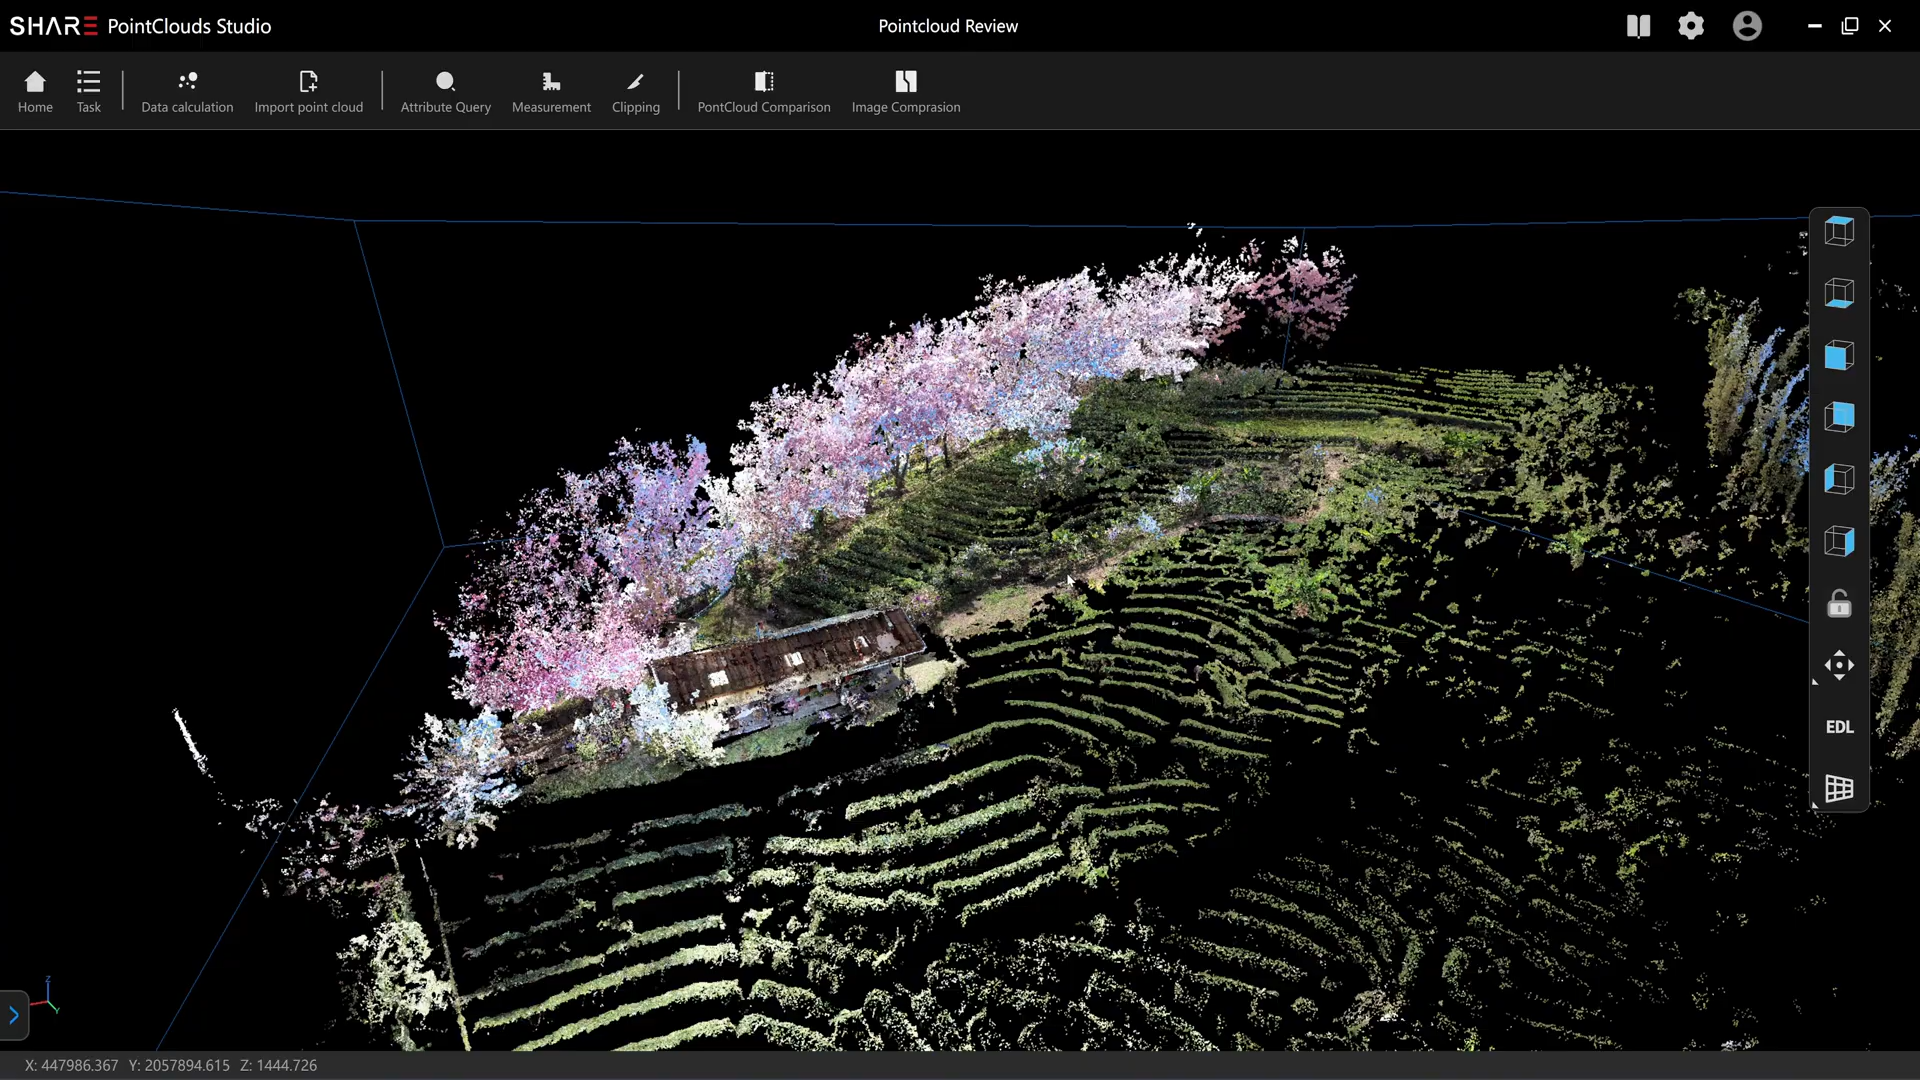 SHARE PointClouds Studio
Pointcloud Review
Home
Task
Data calculation
Import point cloud
Attribute Query
Measurement
Clipping
PontCloud Comparison
Image Comprasion
EDL
Z
Y
X: 447986.367 Y: 2057894.615 Z: 1444.726